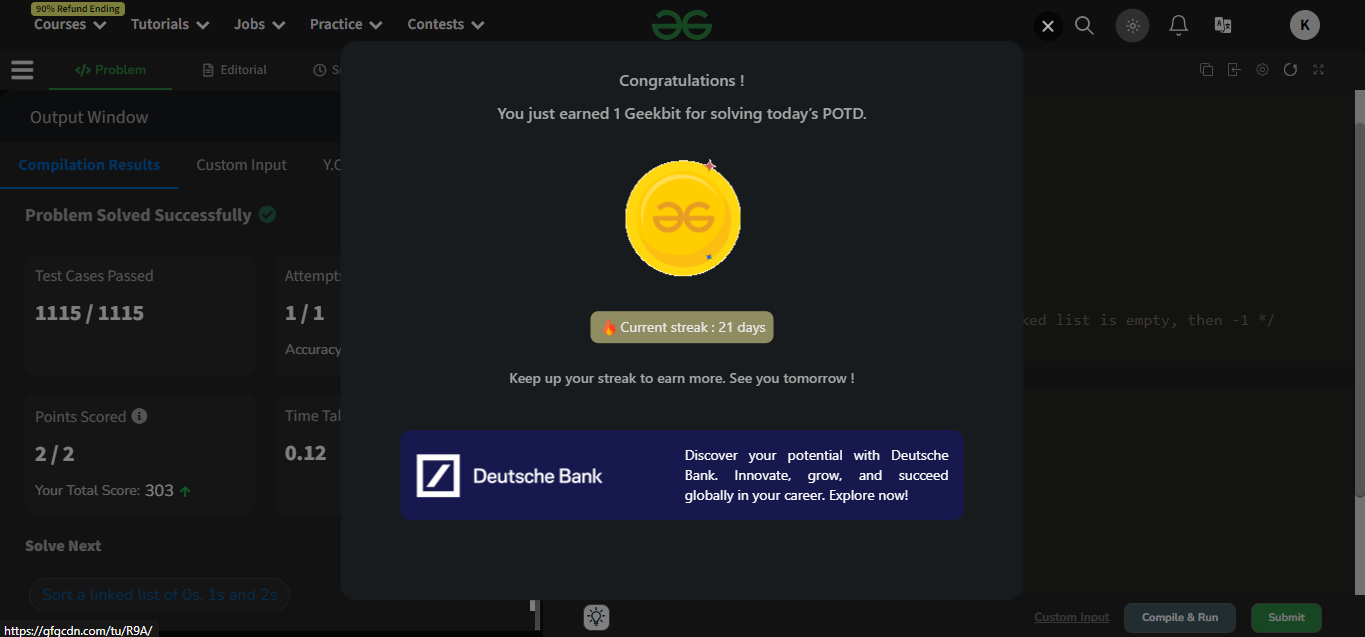 90% Refund Ending
Courses Tutorials Jobs Practice Contests
K
</> Problem Editorial
Output Window
Compilation Results Custom Input
Problem Solved Successfully
Test Cases Passed
1115 / 1115
Attempts
1 / 1
Accuracy
Points Scored
2 / 2
Your Total Score: 303
0.12
Solve Next
Sort a linked list of 0s, 1s and 2s
https://gfgcdn.com/tu/R9A/
Congratulations !
You just earned 1 Geekbit for solving today’s POTD.
Current streak : 21 days
Keep up your streak to earn more. See you tomorrow !
Deutsche Bank
Discover your potential with Deutsche
Bank. Innovate, grow, and succeed
globally in your career. Explore now!
list is empty, then -1 */
Custom Input Compile & Run Submit